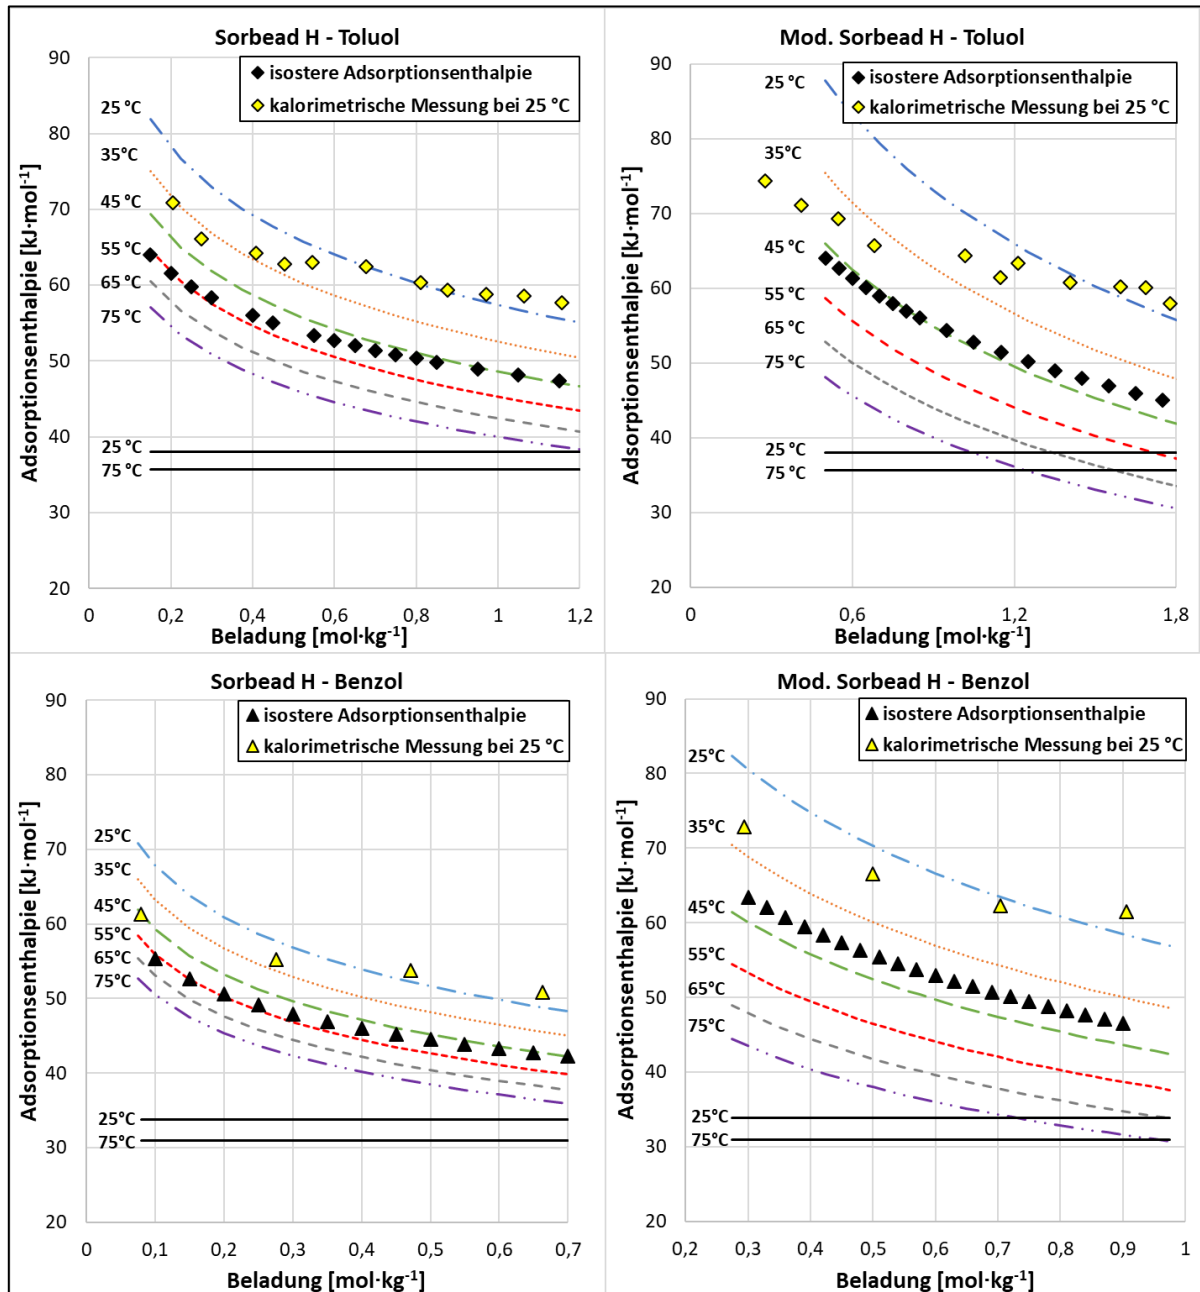 Sorbead H - Toluol
90
80
70
60
50
40
30
20
Adsorptionsenthalpie [kJ·mol⁻¹]
isostere Adsorptionsenthalpie
kalorimetrische Messung bei 25 °C
25 °C
35°C
45 °C
55 °C
65 °C
75 °C
25 °C
75 °C
0
0,2
0,4
0,6
0,8
1
1,2
Beladung [mol·kg⁻¹]
Mod. Sorbead H - Toluol
90
80
70
60
50
40
30
20
Adsorptionsenthalpie [kJ·mol⁻¹]
isostere Adsorptionsenthalpie
kalorimetrische Messung bei 25 °C
25 °C
35°C
45 °C
55 °C
65 °C
75 °C
25 °C
75 °C
0
0,6
1,2
1,8
Beladung [mol·kg⁻¹]
Sorbead H - Benzol
90
80
70
60
50
40
30
20
Adsorptionsenthalpie [kJ·mol⁻¹]
isostere Adsorptionsenthalpie
kalorimetrische Messung bei 25 °C
25°C
35°C
45°C
55°C
65°C
75°C
25°C
75°C
0
0,1
0,2
0,3
0,4
0,5
0,6
0,7
Beladung [mol·kg⁻¹]
Mod. Sorbead H - Benzol
90
80
70
60
50
40
30
20
Adsorptionsenthalpie [kJ·mol⁻¹]
isostere Adsorptionsenthalpie
kalorimetrische Messung bei 25 °C
25°C
35°C
45°C
55°C
65°C
75°C
25°C
75°C
0,2
0,3
0,4
0,5
0,6
0,7
0,8
0,9
1
Beladung [mol·kg⁻¹]